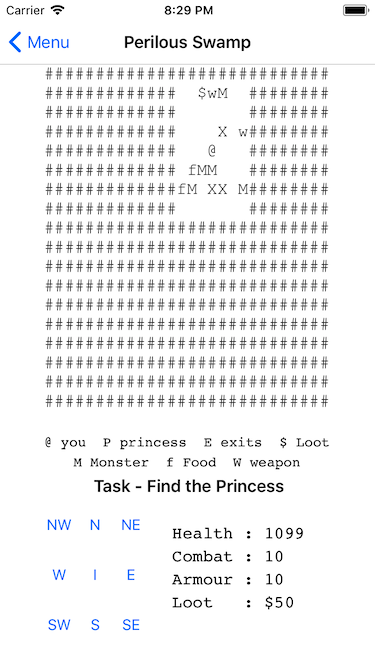 Carrier 8:29 PM
Menu Perilous Swamp
############################
#############  $wM  ########
#############       ########
#############    X w########
#############   @   ########
############# fMM   ########
#############fM XX M########
#############       ########
############################
############################
############################
############################
############################
############################
############################
############################
############################
############################
@ you  P princess  E exits  $ Loot
M Monster  f Food  W weapon
Task - Find the Princess
NW N NE
W I E
SW S SE
Health : 1099
Combat : 10
Armour : 10
Loot   : $50